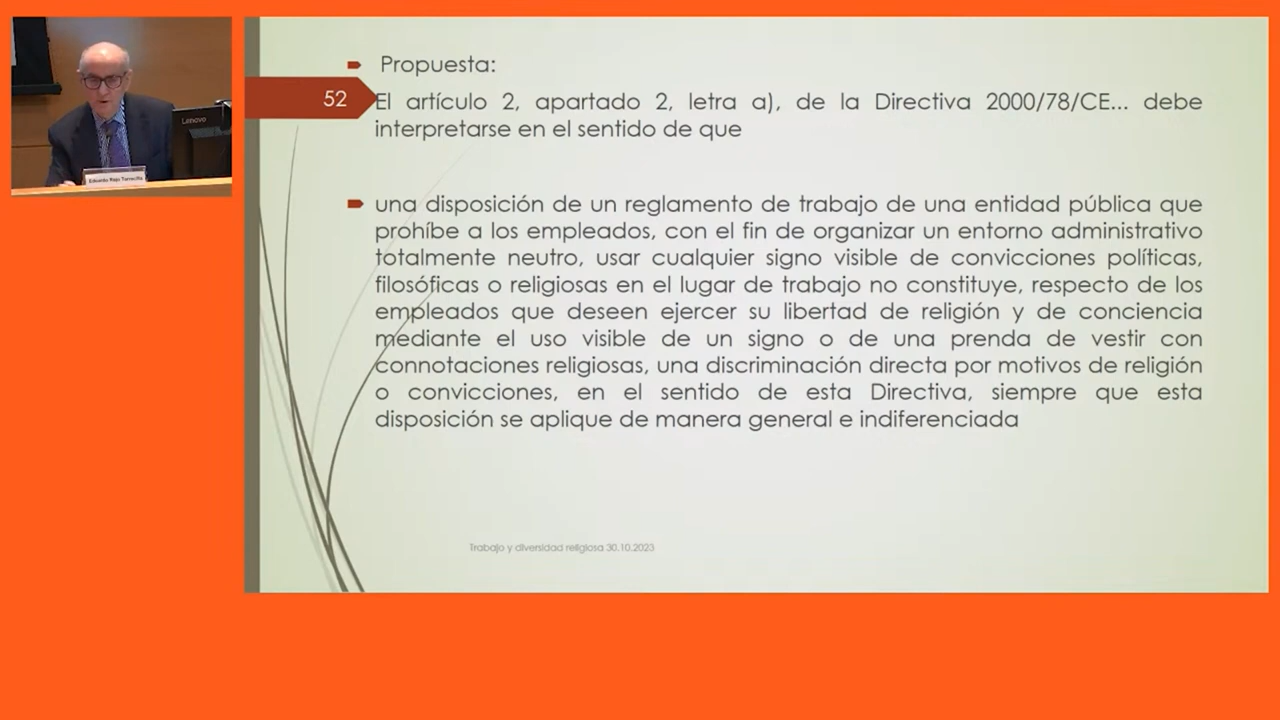 Propuesta:
52
El artículo 2, apartado 2, letra a), de la Directiva 2000/78/CE... debe
interpretarse en el sentido de que
una disposición de un reglamento de trabajo de una entidad pública que
prohíbe a los empleados, con el fin de organizar un entorno administrativo
totalmente neutro, usar cualquier signo visible de convicciones políticas,
filosóficas o religiosas en el lugar de trabajo no constituye, respecto de los
empleados que deseen ejercer su libertad de religión y de conciencia
mediante el uso visible de un signo o de una prenda de vestir con
connotaciones religiosas, una discriminación directa por motivos de religión
o convicciones, en el sentido de esta Directiva, siempre que esta
disposición se aplique de manera general e indiferenciada
Trabajo y diversidad religiosa 30.10.2023
Lenovo
Eduardo Rojo Torrecilla